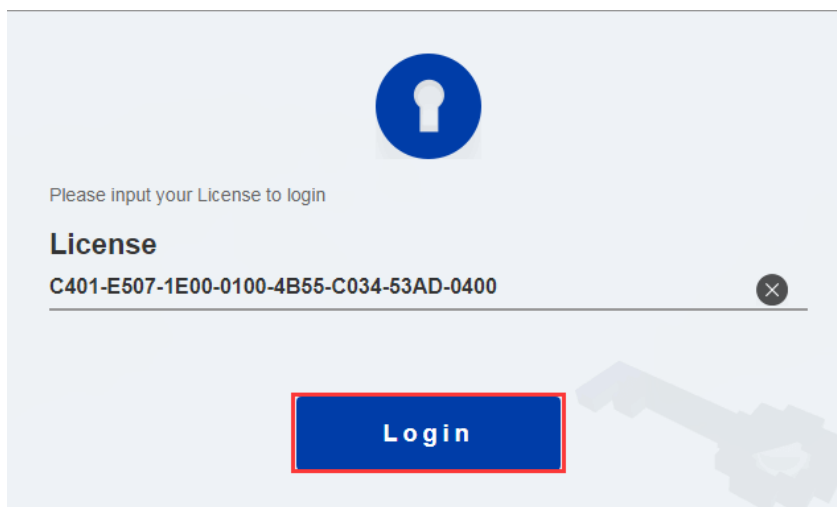 Please input your License to login
License
C401-E507-1E00-0100-4B55-C034-53AD-0400
Login